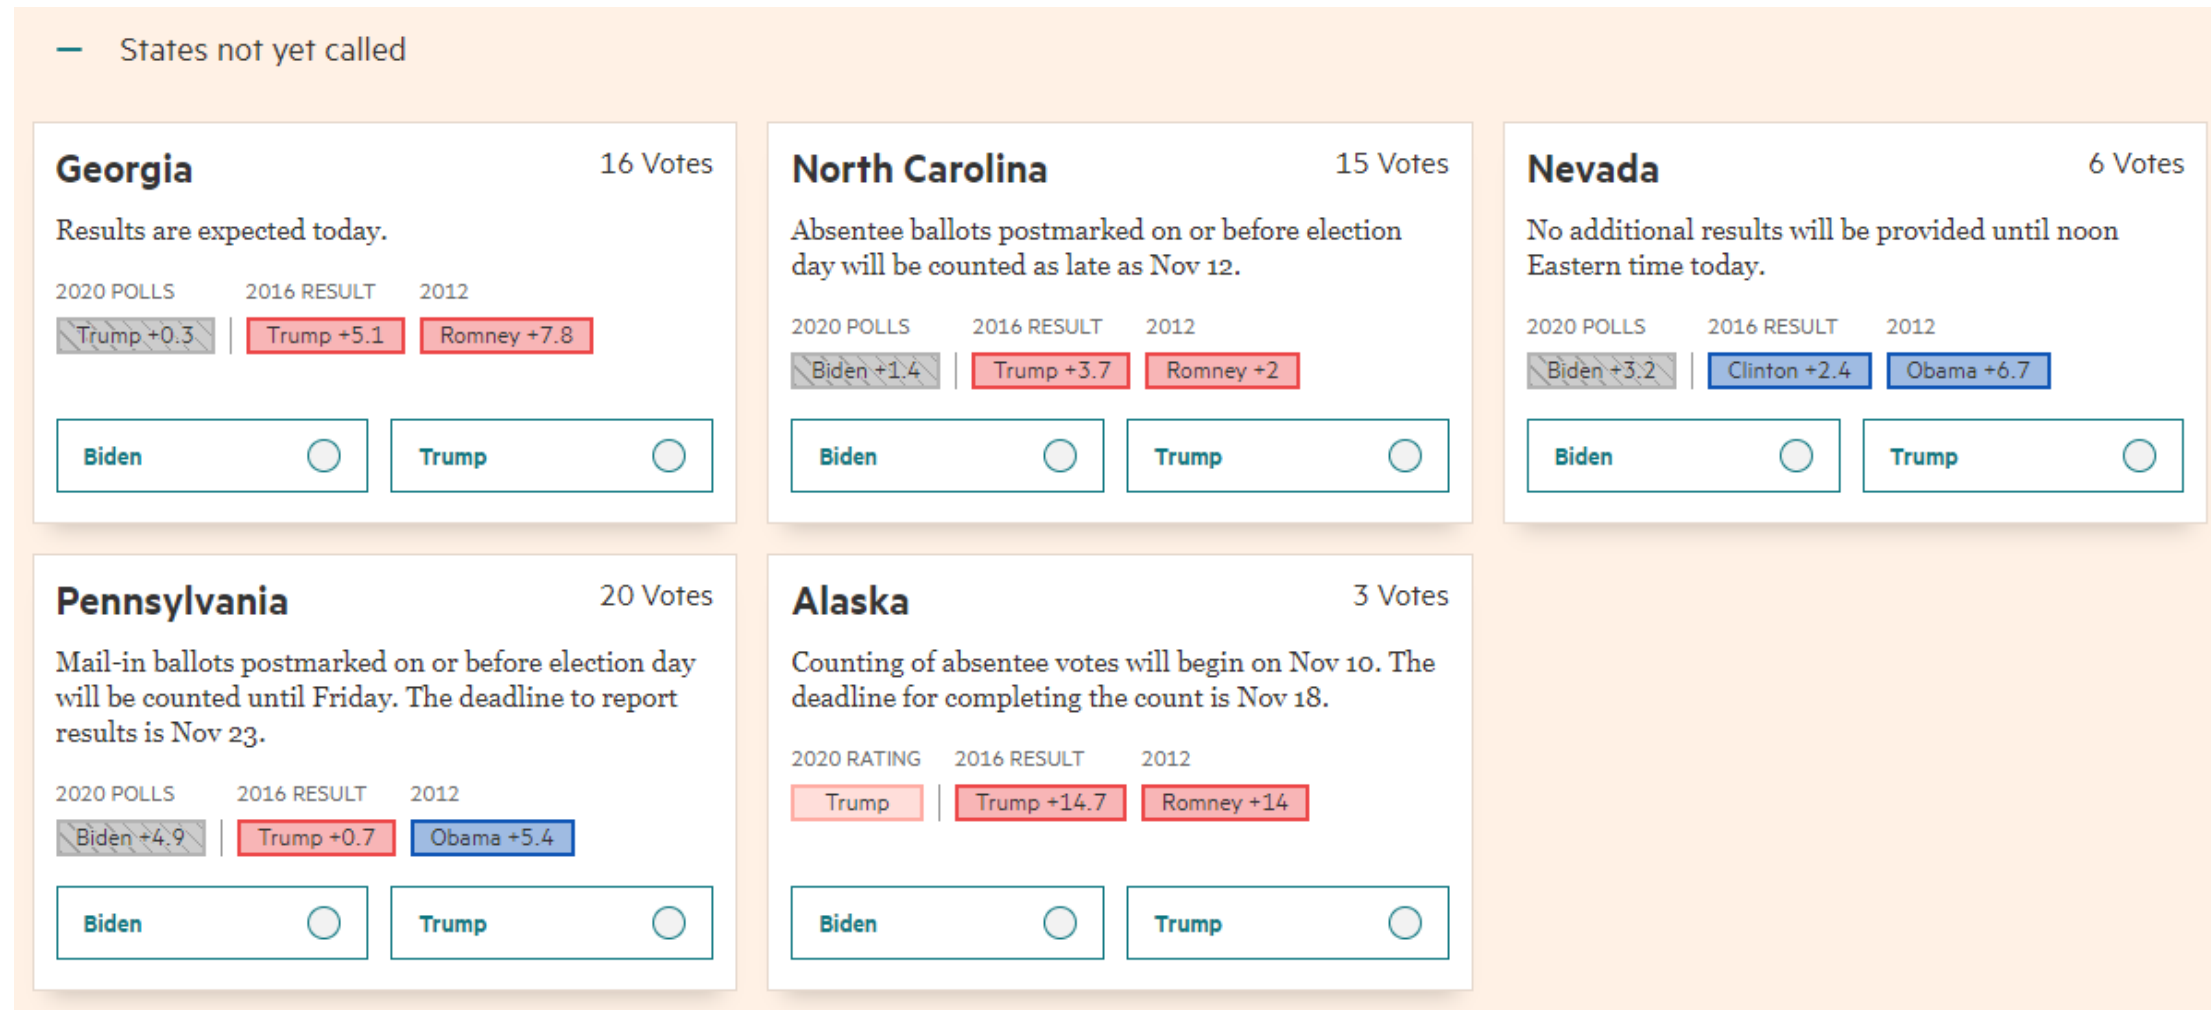 States not yet called
Georgia 16 Votes
Results are expected today.
2020 POLLS 2016 RESULT 2012
Trump +0.3 Trump +5.1 Romney +7.8
Biden Trump
North Carolina 15 Votes
Absentee ballots postmarked on or before election
day will be counted as late as Nov 12.
2020 POLLS 2016 RESULT 2012
Biden +1.4 Trump +3.7 Romney +2
Biden Trump
Nevada 6 Votes
No additional results will be provided until noon
Eastern time today.
2020 POLLS 2016 RESULT 2012
Biden +3.2 Clinton +2.4 Obama +6.7
Biden Trump
Pennsylvania 20 Votes
Mail-in ballots postmarked on or before election day
will be counted until Friday. The deadline to report
results is Nov 23.
2020 POLLS 2016 RESULT 2012
Biden +4.9 Trump +0.7 Obama +5.4
Biden Trump
Alaska 3 Votes
Counting of absentee votes will begin on Nov 10. The
deadline for completing the count is Nov 18.
2020 RATING 2016 RESULT 2012
Trump Trump +14.7 Romney +14
Biden Trump